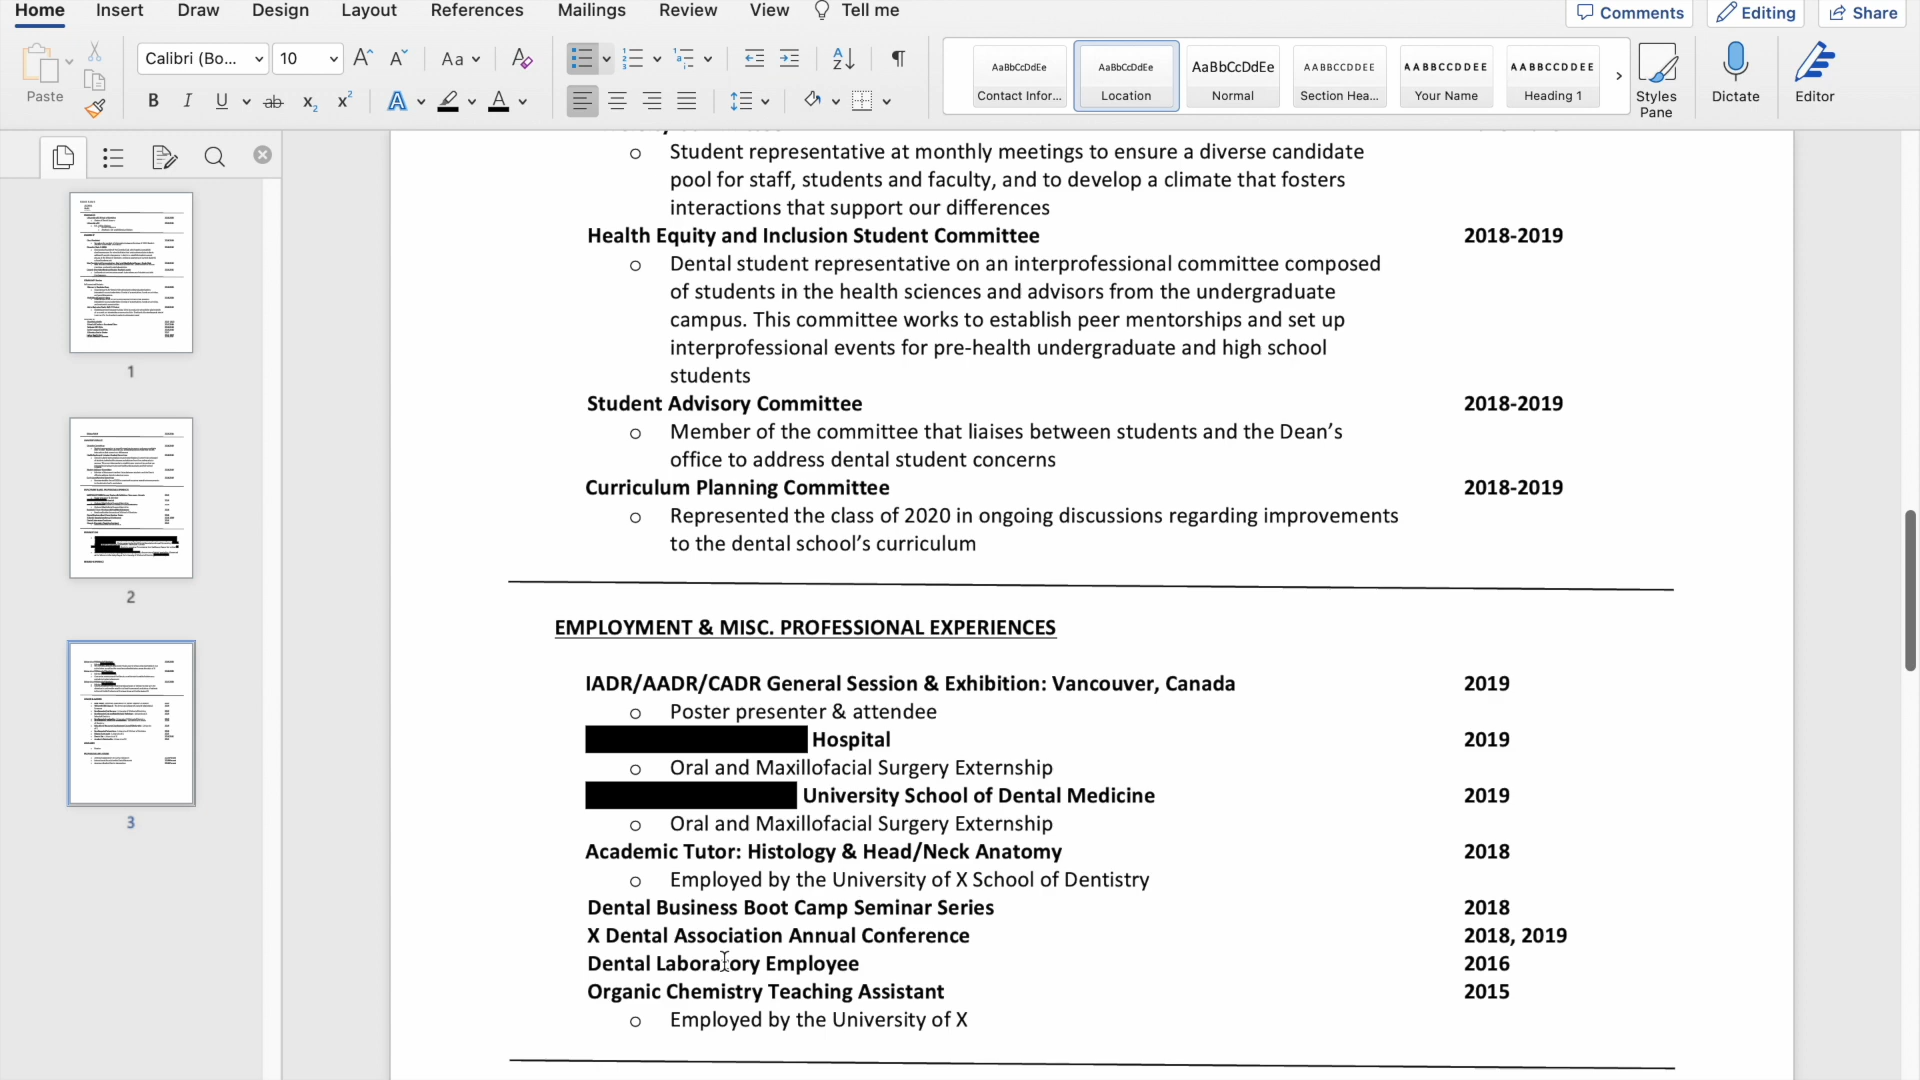 Home Insert Draw Design Layout References Mailings Review View Tell me Comments Editing Share
Paste
Calibri (Bo... 10
Aa
B I U ab x₂ x² A A
AaBbCcDdEe AaBbCcDdEe AaBbCcDdEe AABBCCDDEE AABBCCDDEE AABBCCDDEE
Contact Infor... Location Normal Section Hea... Your Name Heading 1
Styles
Pane
Dictate
Editor
1
2
3
o Student representative at monthly meetings to ensure a diverse candidate
pool for staff, students and faculty, and to develop a climate that fosters
interactions that support our differences
Health Equity and Inclusion Student Committee 2018-2019
o Dental student representative on an interprofessional committee composed
of students in the health sciences and advisors from the undergraduate
campus. This committee works to establish peer mentorships and set up
interprofessional events for pre-health undergraduate and high school
students
Student Advisory Committee 2018-2019
o Member of the committee that liaises between students and the Dean’s
office to address dental student concerns
Curriculum Planning Committee 2018-2019
o Represented the class of 2020 in ongoing discussions regarding improvements
to the dental school’s curriculum
EMPLOYMENT & MISC. PROFESSIONAL EXPERIENCES
IADR/AADR/CADR General Session & Exhibition: Vancouver, Canada 2019
o Poster presenter & attendee
Hospital 2019
o Oral and Maxillofacial Surgery Externship
University School of Dental Medicine 2019
o Oral and Maxillofacial Surgery Externship
Academic Tutor: Histology & Head/Neck Anatomy 2018
o Employed by the University of X School of Dentistry
Dental Business Boot Camp Seminar Series 2018
X Dental Association Annual Conference 2018, 2019
Dental Laboratory Employee 2016
Organic Chemistry Teaching Assistant 2015
o Employed by the University of X